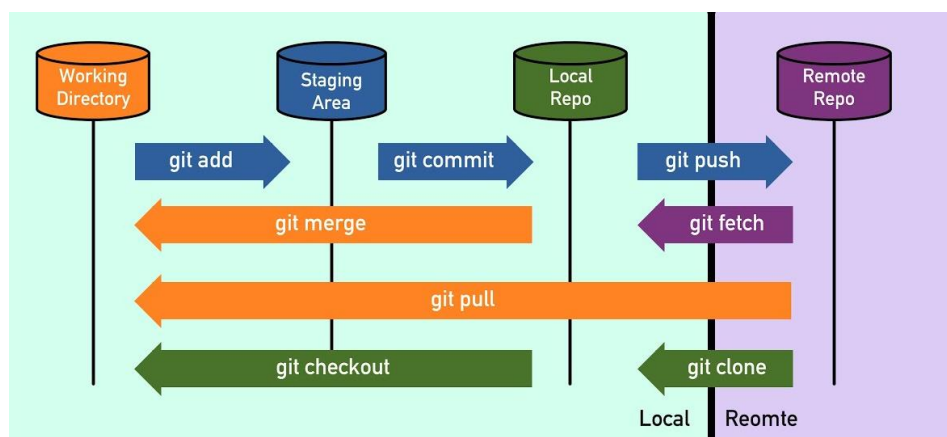 Working
Directory
Staging
Area
Local
Repo
Remote
Repo
git add
git commit
git push
git merge
git fetch
git pull
git checkout
git clone
Local
Reomte